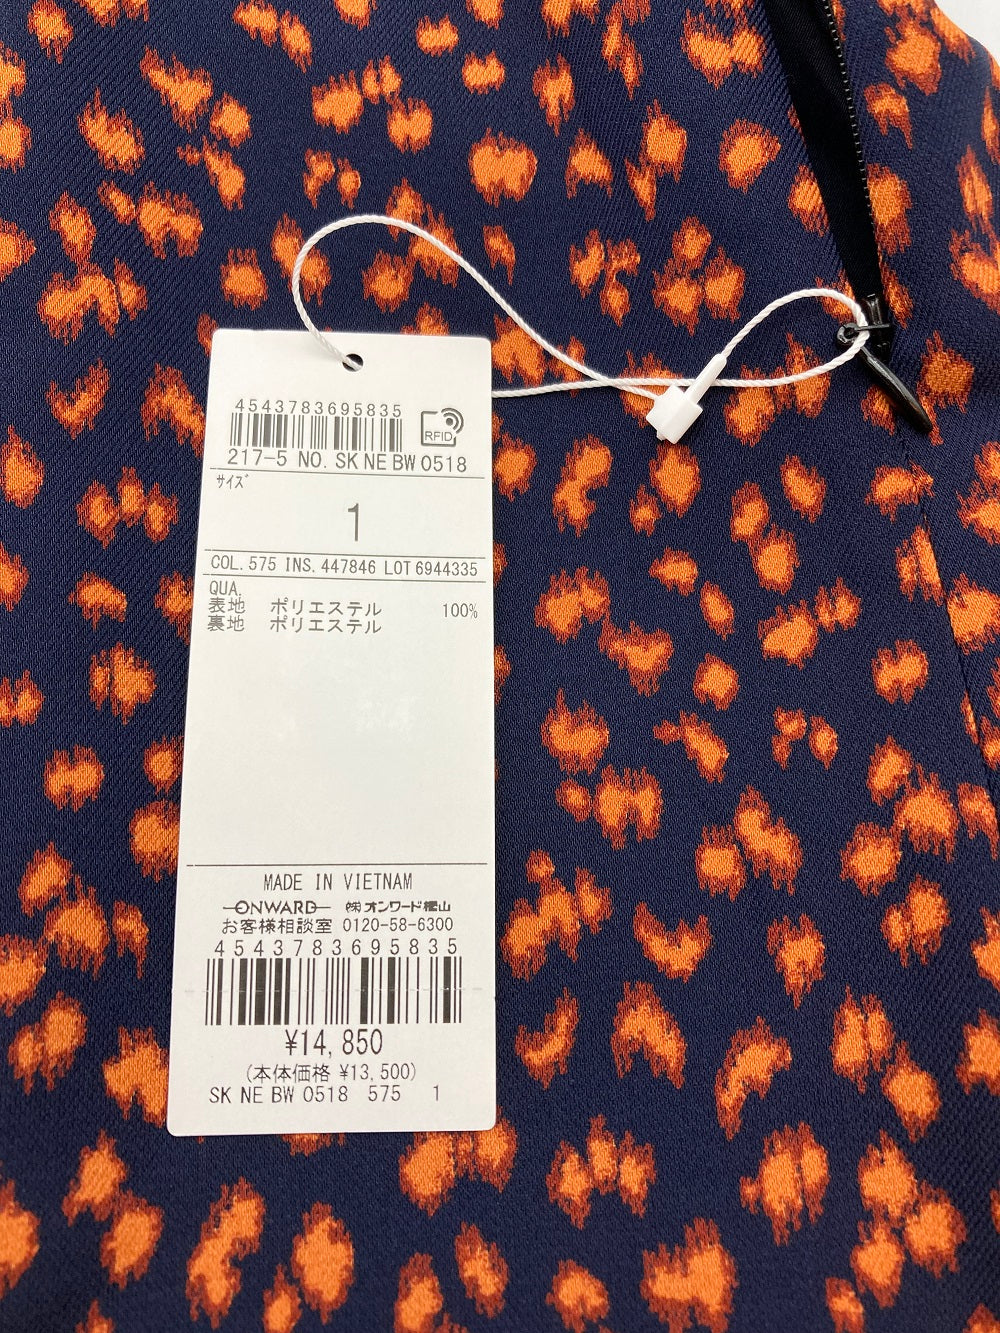 4543783695835
RFID
217-5 NO. SK NE BW 0518
サイズ
1
COL. 575 INS. 447846 LOT 6944335
QUA.
表地 ポリエステル 100%
裏地 ポリエステル
MADE IN VIETNAM
ONWARD ㈱オンワード樫山
お客様相談室 0120-58-6300
4543783695835
¥14,850
(本体価格 ¥13,500)
SK NE BW 0518 575 1